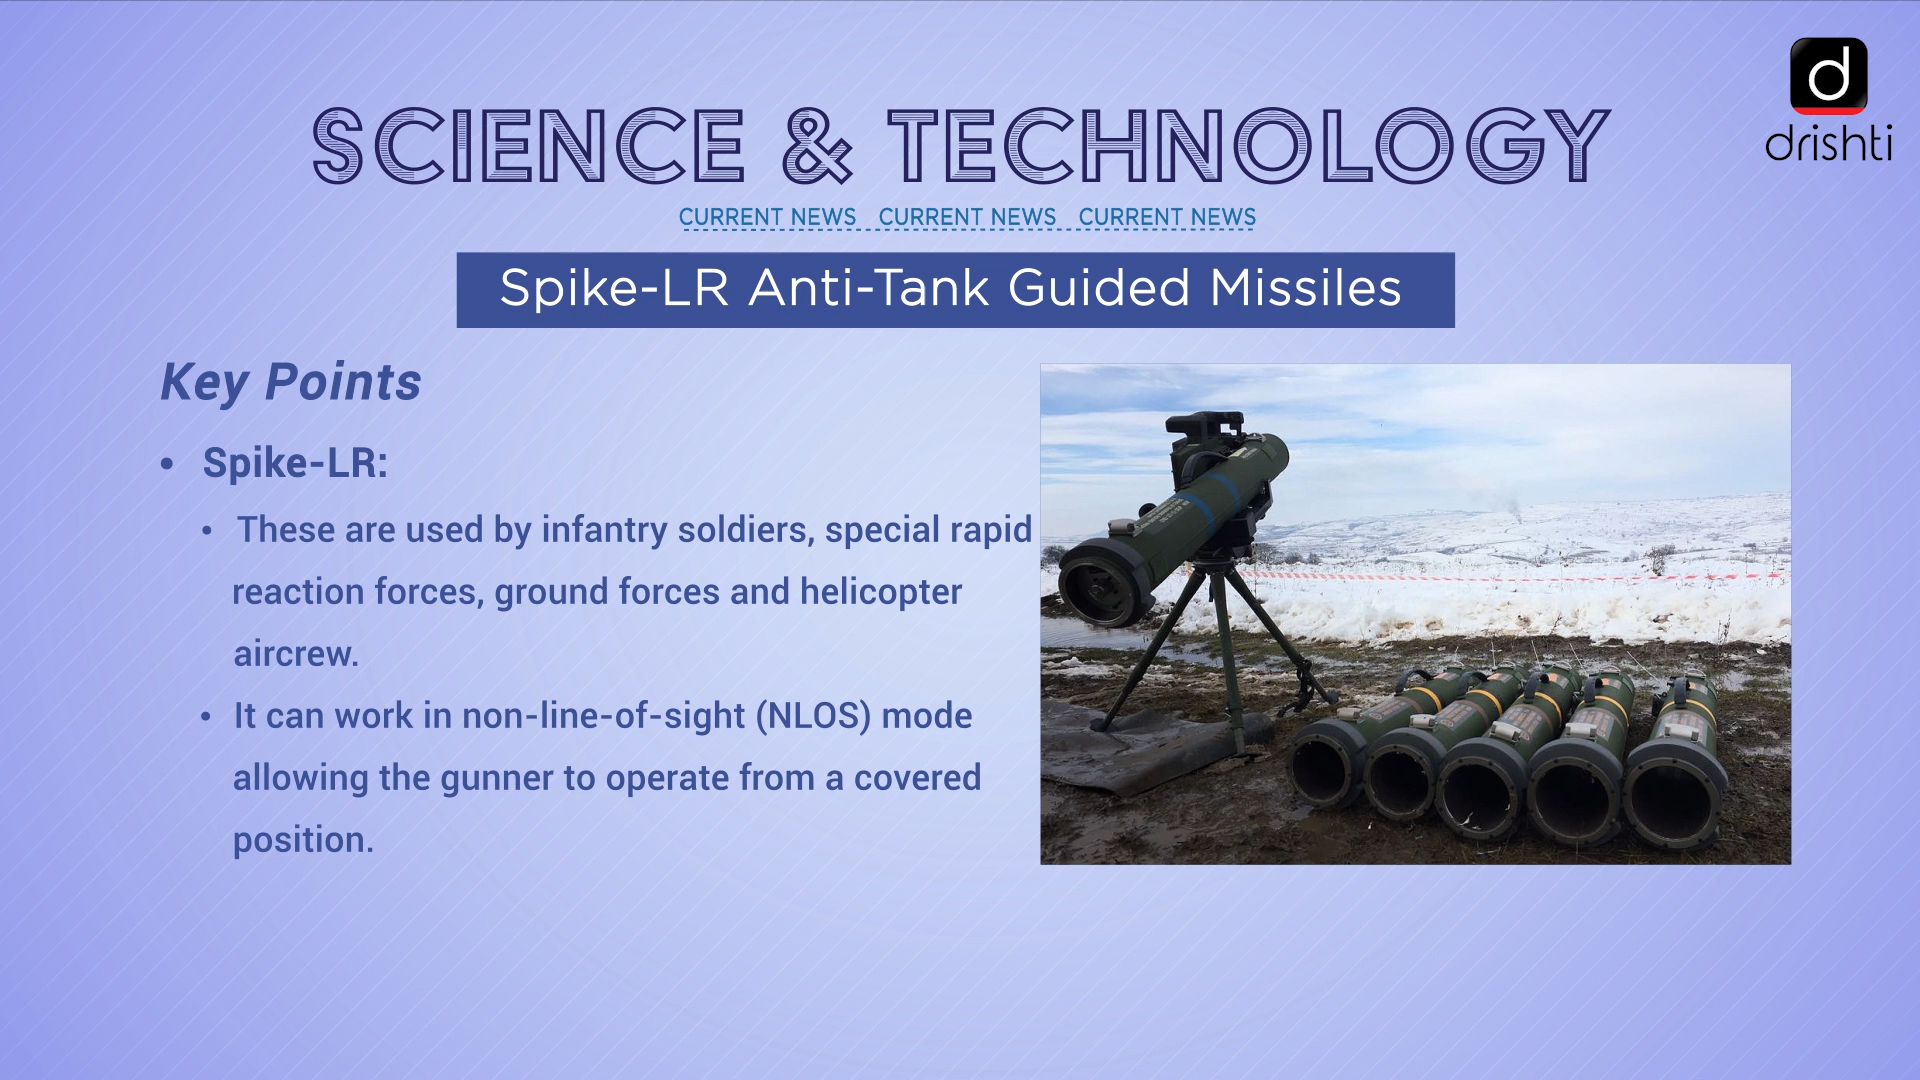 d
drishti
SCIENCE & TECHNOLOGY
CURRENT NEWS CURRENT NEWS CURRENT NEWS
Spike-LR Anti-Tank Guided Missiles
Key Points
• Spike-LR:
• These are used by infantry soldiers, special rapid
reaction forces, ground forces and helicopter
aircrew.
• It can work in non-line-of-sight (NLOS) mode
allowing the gunner to operate from a covered
position.